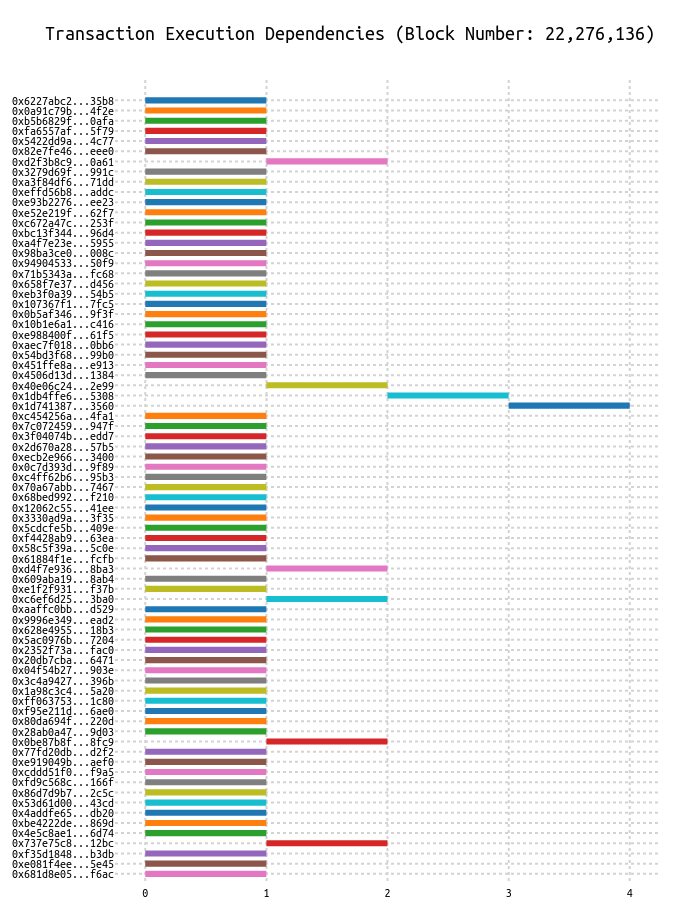 Transaction Execution Dependencies (Block Number: 22,276,136)
0x6227abc2...35b8
0x0a91c79b...4f2e
0xb5b6829f...0afa
0xfa6557af...5f79
0x5422dd9a...4c77
0x82e7fe46...eee0
0xd2f3b8c9...0a61
0x3279d69f...991c
0xa3f84df6...71dd
0xeffd56b8...addc
0xe93b2276...ee23
0xe52e219f...62f7
0xc672a47c...253f
0xbc13f344...96d4
0xa4f7e23e...5955
0x98ba3ce0...008c
0x94904533...50f9
0x71b5343a...fc68
0x658f7e37...d456
0xeb3f0a39...54b5
0x107367f1...7fc5
0x0b5af346...9f3f
0x10b1e6a1...c416
0xe988400f...61f5
0xaec7f018...0bb6
0x54bd3f68...99b0
0x451ffe8a...e913
0x4506d13d...1384
0x40e06c24...2e99
0x1db4ffe6...5308
0x1d741387...3560
0xc454256a...4fa1
0x7c072459...947f
0x3f04074b...edd7
0x2d670a28...57b5
0xecb2e966...3400
0x0c7d393d...9f89
0xc4ff62b6...95b3
0x70a67abb...7467
0x68bed992...f210
0x12062c55...41ee
0x3330ad9a...3f35
0x5cdcfe5b...409e
0xf4428ab9...63ea
0x58c5f39a...5c0e
0x61884f1e...fcfb
0xd4f7e936...8ba3
0x609aba19...8ab4
0xe1f2f931...f37b
0xc6ef6d25...3ba0
0xaaffc0bb...d529
0x9996e349...ead2
0x628e4955...18b3
0x5ac0976b...7204
0x2352f73a...fac0
0x20db7cba...6471
0x04f54b27...903e
0x3c4a9427...396b
0x1a98c3c4...5a20
0xff063753...1c80
0xf95e211d...6ae0
0x80da694f...220d
0x28ab0a47...9d03
0x0be87b8f...8fc9
0x77fd20db...d2f2
0xe919049b...aef0
0xcddd51f0...f9a5
0xfd9c568c...166f
0x86d7d9b7...2c5c
0x53d61d00...43cd
0x4addfe65...db20
0xbe4222de...869d
0x4e5c8ae1...6d74
0x737e75c8...12bc
0xf35d1848...b3db
0xe081f4ee...5e45
0x681d8e05...f6ac
0 1 2 3 4